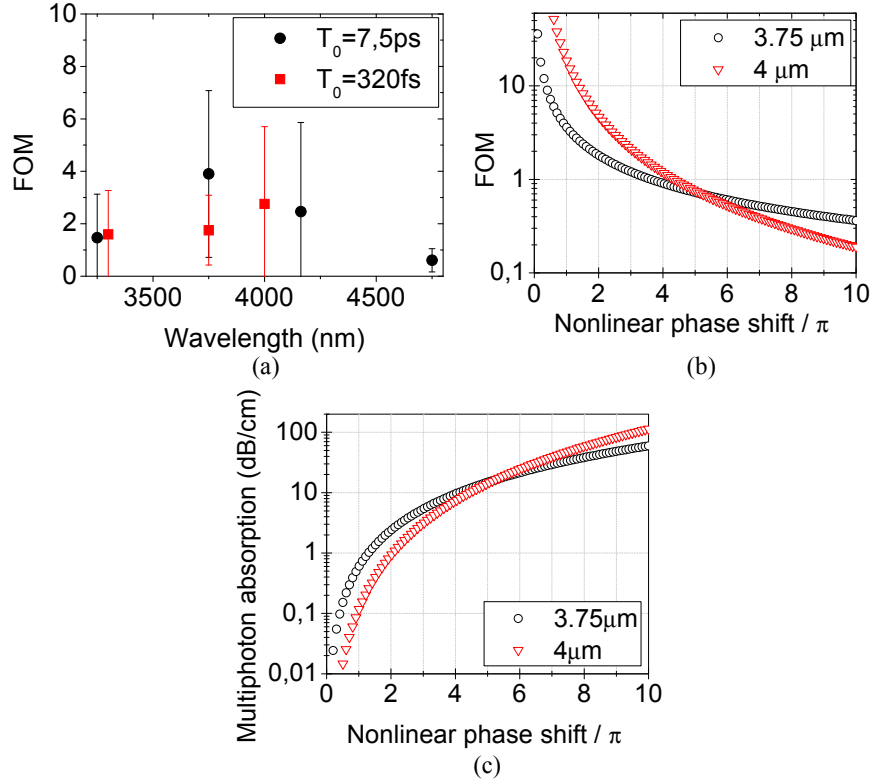 10
8
6
4
2
0
FOM
T₀=7,5ps
T₀=320fs
3500 4000 4500
Wavelength (nm)
(a)
10
1
0,1
FOM
3.75 μm
4 μm
0 2 4 6 8 10
Nonlinear phase shift / π
(b)
100
10
1
0,1
0,01
Multiphoton absorption (dB/cm)
3.75μm
4μm
0 2 4 6 8 10
Nonlinear phase shift / π
(c)